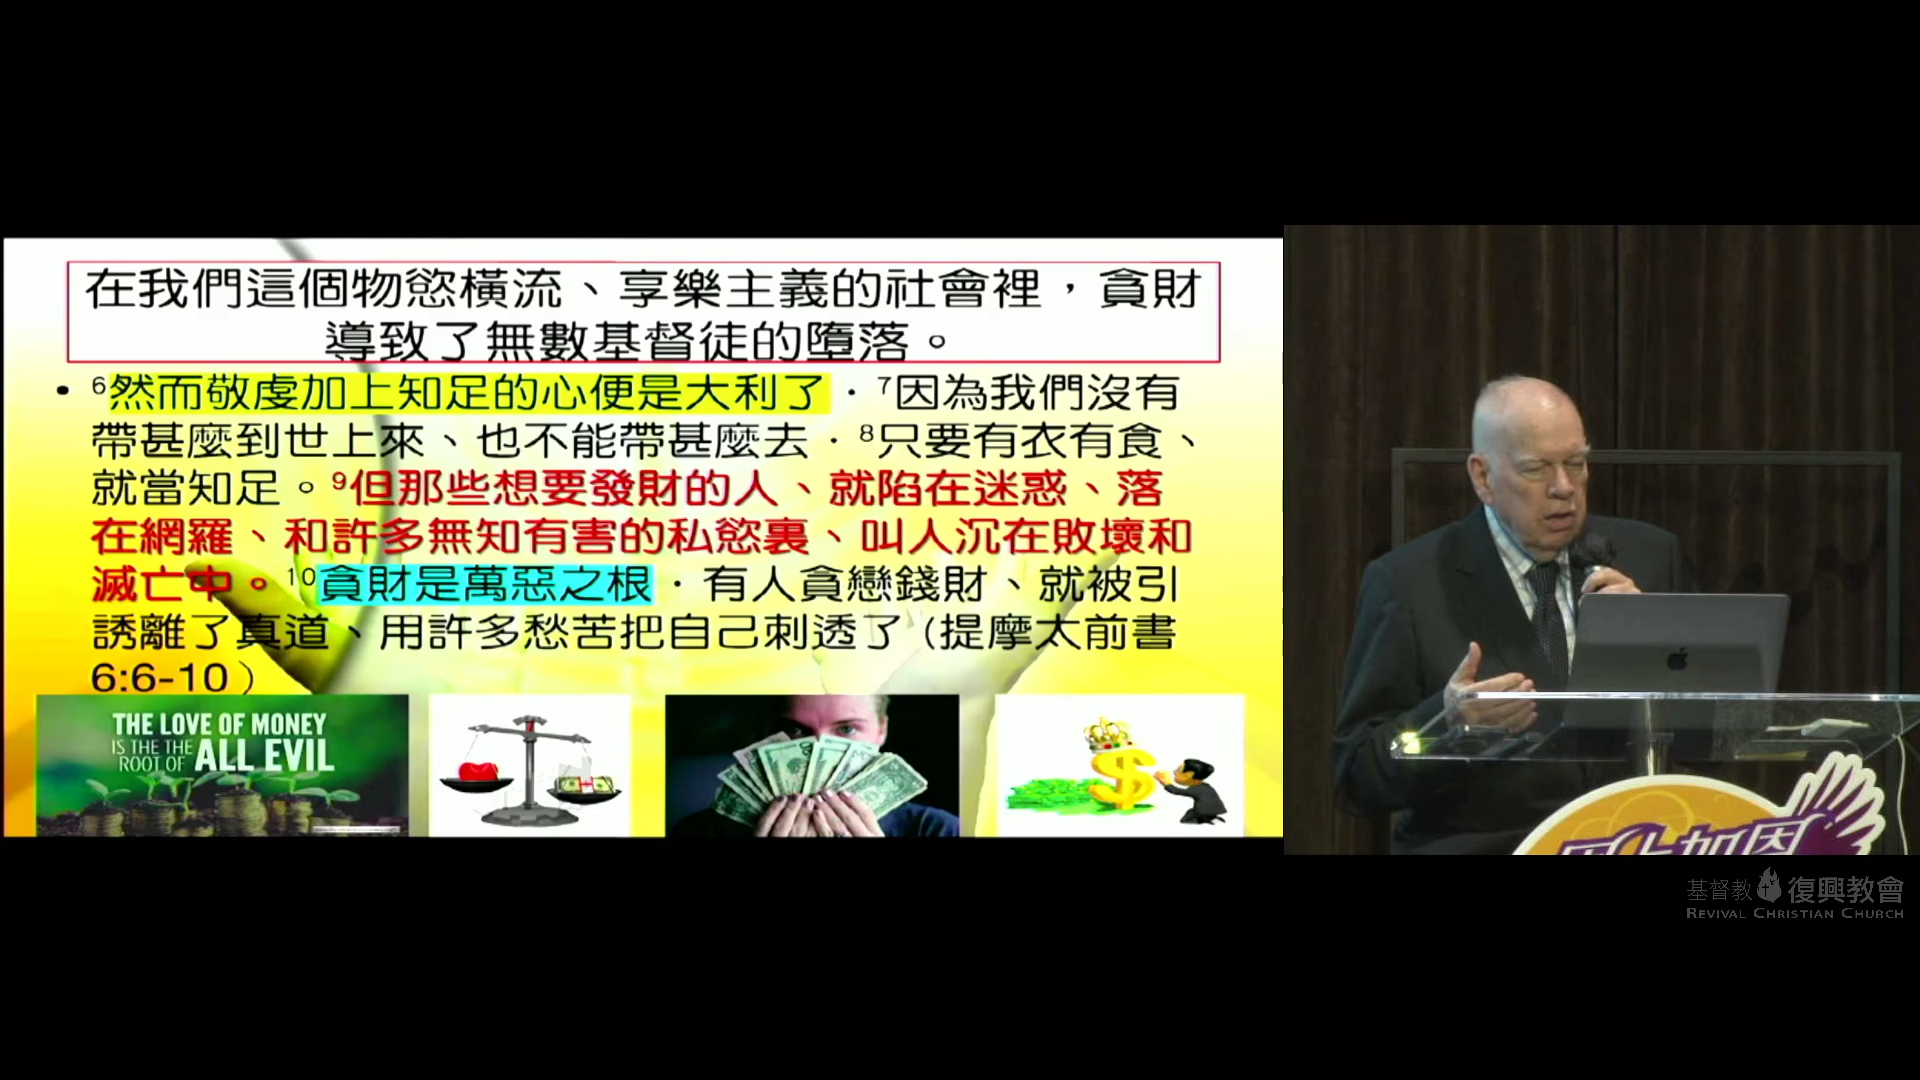 在我們這個物慾橫流、享樂主義的社會裡，貪財
導致了無數基督徒的墮落。
• 6然而敬虔加上知足的心便是大利了．7因為我們沒有
帶甚麼到世上來、也不能帶甚麼去．8只要有衣有食、
就當知足。9但那些想要發財的人、就陷在迷惑、落
在網羅、和許多無知有害的私慾裏、叫人沉在敗壞和
滅亡中。10貪財是萬惡之根．有人貪戀錢財、就被引
誘離了真道、用許多愁苦把自己刺透了 (提摩太前書
6:6-10）
THE LOVE OF MONEY
IS THE THE
ROOT OF ALL EVIL
基督教 復興教會
REVIVAL CHRISTIAN CHURCH